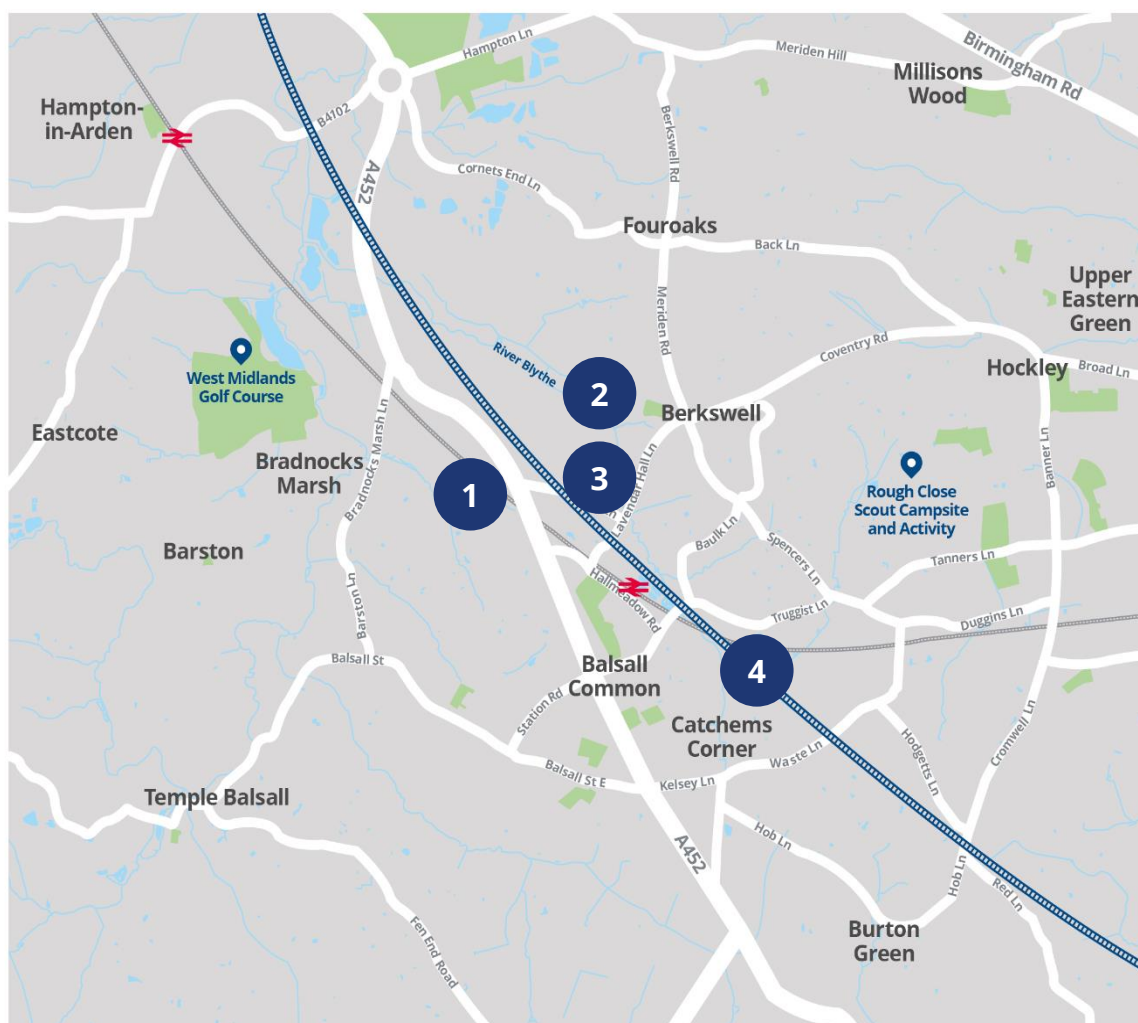 Hampton Ln
Meriden Hill
Birmingham Rd
Millisons
Wood
Hampton-
in-Arden
B4102
A452
Berkswell Rd
Cornets End Ln
Fouroaks
Back Ln
Upper
Eastern
Green
Meriden Rd
Coventry Rd
River Blythe
West Midlands
Golf Course
Hockley
Broad Ln
2
Berkswell
Eastcote
Bradnocks Marsh Ln
Bradnocks
Marsh
1
3
Lavendar Hall Ln
Banner Ln
Rough Close
Scout Campsite
and Activity
Barston
Baulk Ln
Spencers Ln
Tanners Ln
Hallmeadow Rd
Barston Ln
Truggist Ln
Duggins Ln
Balsall St
Balsall
Common
4
Station Rd
Catchems
Corner
Waste Ln
Hodgetts Ln
Cromwell Ln
Balsall St E
Kelsey Ln
Temple Balsall
A452
Hob Ln
Hob Ln
Red Ln
Fen End Road
Burton
Green